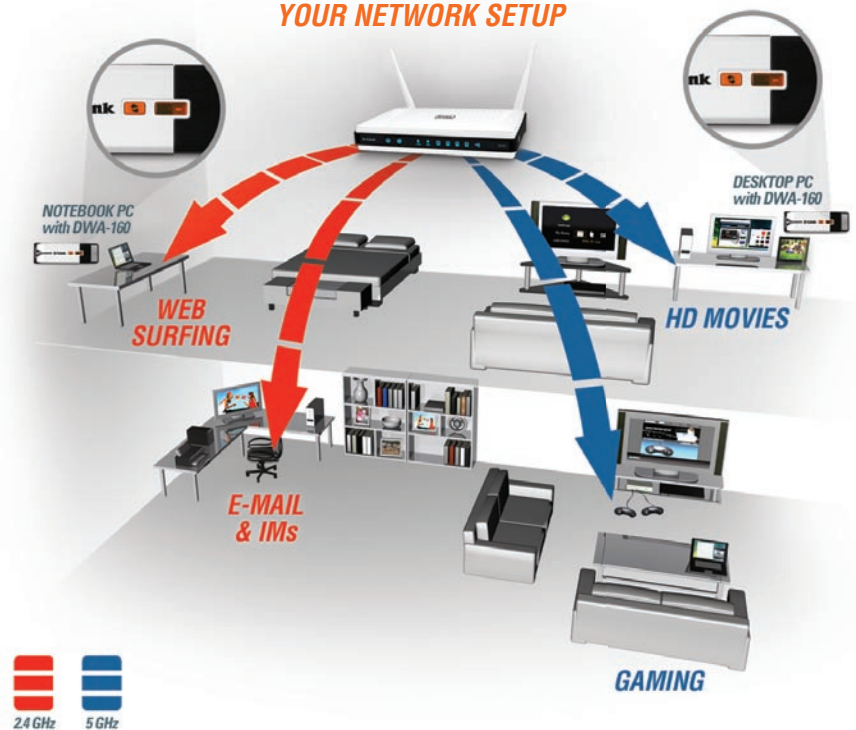 YOUR NETWORK SETUP
nk
nk
NOTEBOOK PC
with DWA-160
DESKTOP PC
with DWA-160
WEB
SURFING
HD MOVIES
E-MAIL
& IMs
GAMING
2.4 GHz
5 GHz